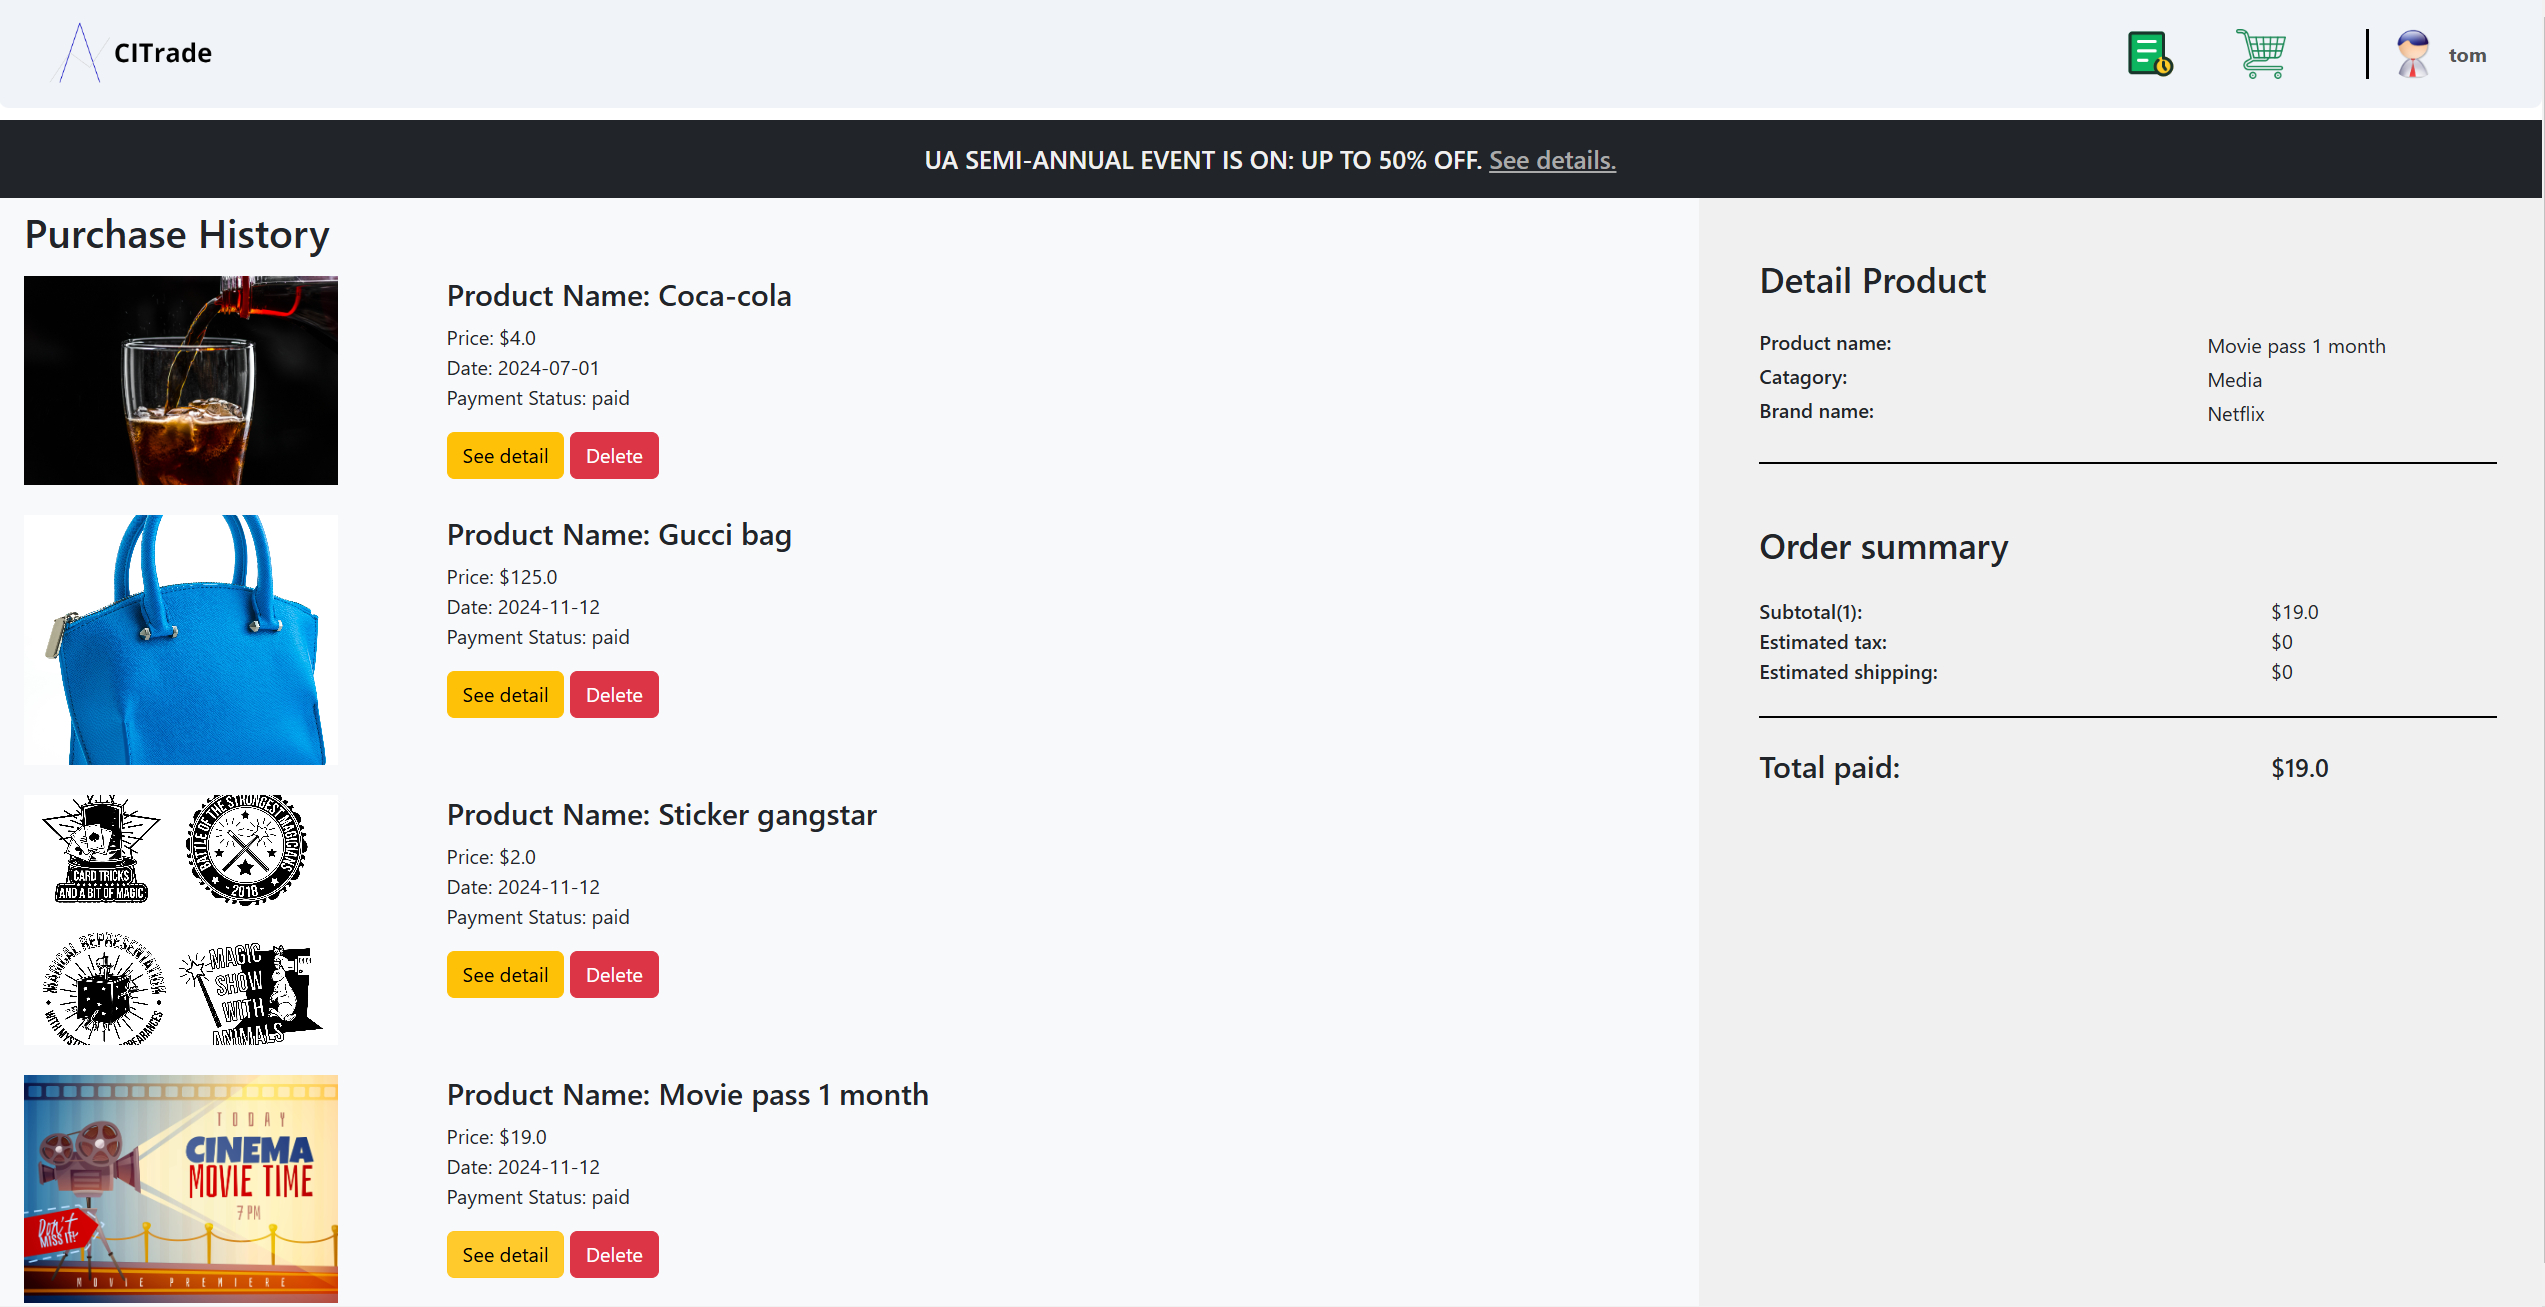 CITrade
tom
UA SEMI-ANNUAL EVENT IS ON: UP TO 50% OFF. See details.
Purchase History
Product Name: Coca-cola
Price: $4.0
Date: 2024-07-01
Payment Status: paid
See detail Delete
Product Name: Gucci bag
Price: $125.0
Date: 2024-11-12
Payment Status: paid
See detail Delete
CARD TRICKS
AND A BIT OF MAGIC
BATTLE OF THE STRONGEST MAGICIANS
2018
MAGICAL REPRESENTATION
MAGIC
SHOW
WITH
ANIMALS
Product Name: Sticker gangstar
Price: $2.0
Date: 2024-11-12
Payment Status: paid
See detail Delete
TODAY
CINEMA
MOVIE TIME
7 PM
Don't
MISS IT!
MOVIE PREMIERE
Product Name: Movie pass 1 month
Price: $19.0
Date: 2024-11-12
Payment Status: paid
See detail Delete
Detail Product
Product name: Movie pass 1 month
Catagory: Media
Brand name: Netflix
Order summary
Subtotal(1): $19.0
Estimated tax: $0
Estimated shipping: $0
Total paid: $19.0